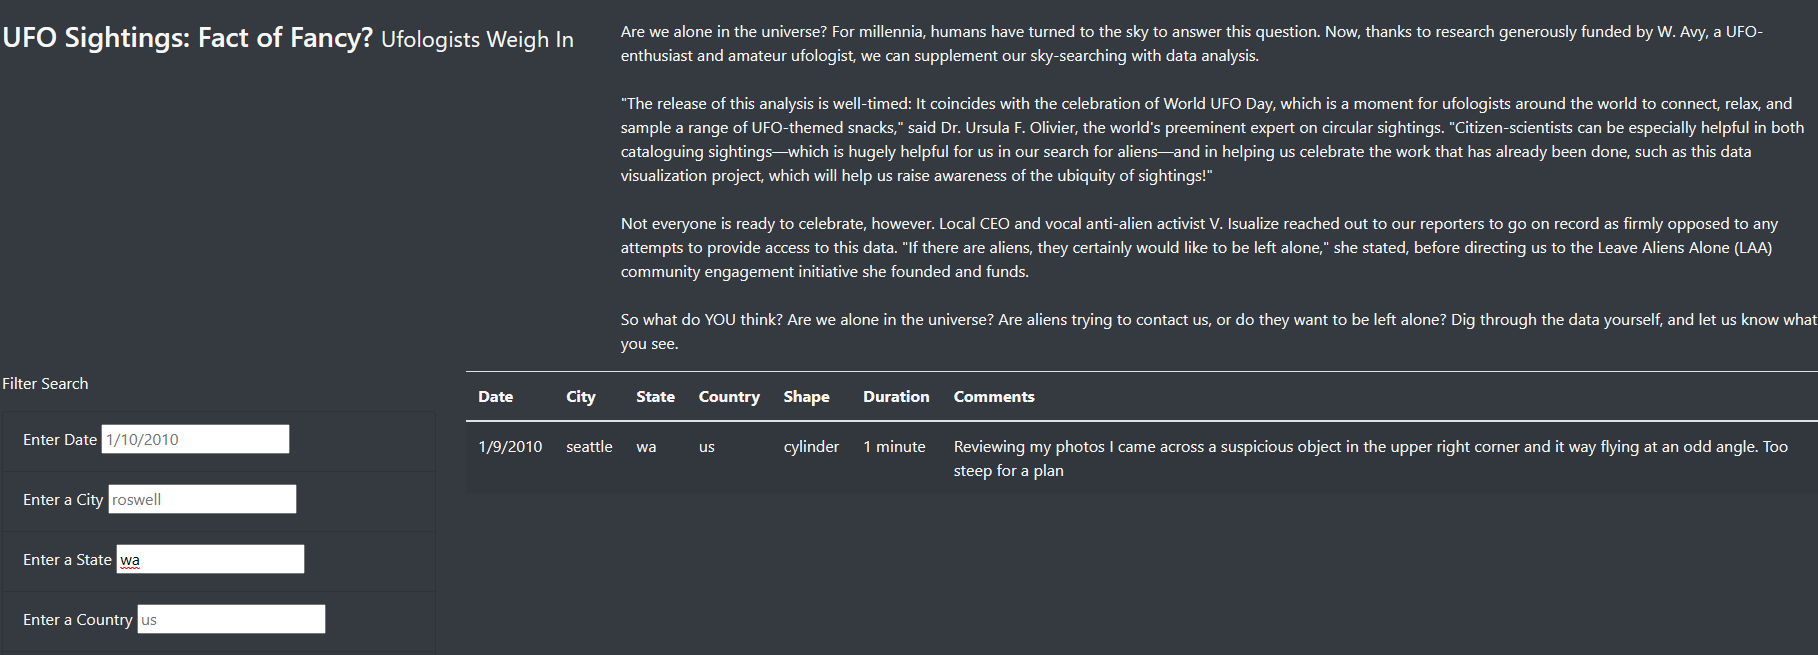 UFO Sightings: Fact of Fancy? Ufologists Weigh In
Are we alone in the universe? For millennia, humans have turned to the sky to answer this question. Now, thanks to research generously funded by W. Avy, a UFO-
enthusiast and amateur ufologist, we can supplement our sky-searching with data analysis.
"The release of this analysis is well-timed: It coincides with the celebration of World UFO Day, which is a moment for ufologists around the world to connect, relax, and
sample a range of UFO-themed snacks," said Dr. Ursula F. Olivier, the world's preeminent expert on circular sightings. "Citizen-scientists can be especially helpful in both
cataloguing sightings—which is hugely helpful for us in our search for aliens—and in helping us celebrate the work that has already been done, such as this data
visualization project, which will help us raise awareness of the ubiquity of sightings!"
Not everyone is ready to celebrate, however. Local CEO and vocal anti-alien activist V. Isualize reached out to our reporters to go on record as firmly opposed to any
attempts to provide access to this data. "If there are aliens, they certainly would like to be left alone," she stated, before directing us to the Leave Aliens Alone (LAA)
community engagement initiative she founded and funds.
So what do YOU think? Are we alone in the universe? Are aliens trying to contact us, or do they want to be left alone? Dig through the data yourself, and let us know what
you see.
Filter Search
Enter Date 1/10/2010
Enter a City roswell
Enter a State wa
Enter a Country us
Date City State Country Shape Duration Comments
1/9/2010 seattle wa us cylinder 1 minute Reviewing my photos I came across a suspicious object in the upper right corner and it way flying at an odd angle. Too
steep for a plan